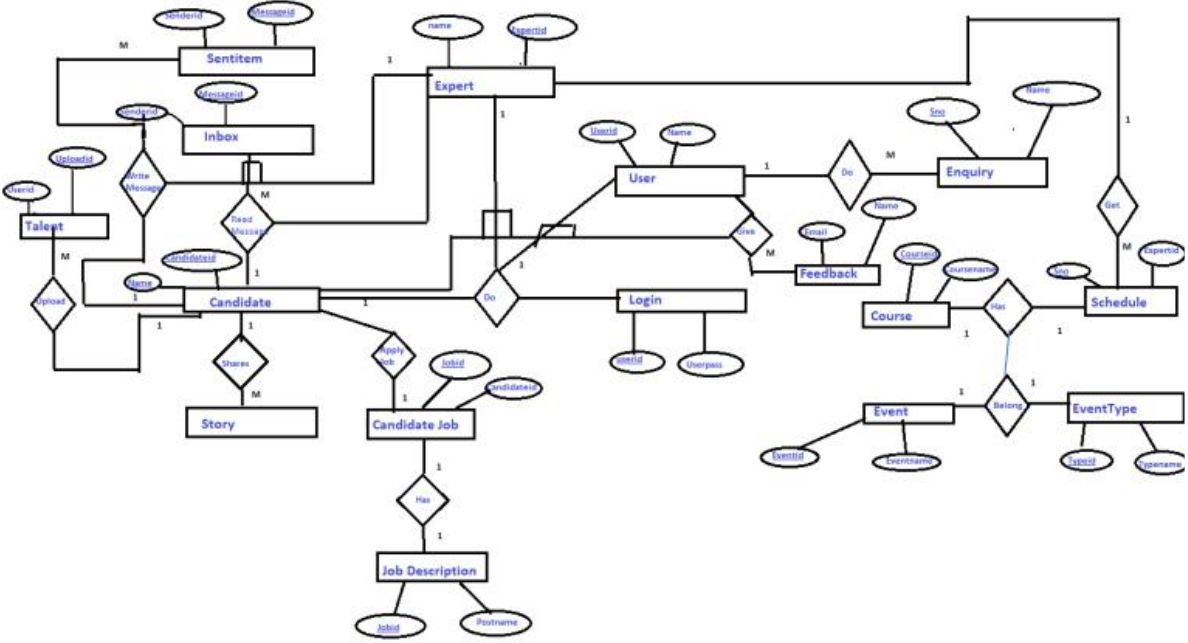 Senderid
Messageid
M
Sentitem
name
Expertid
1
Expert
Messageid
Senderid
Inbox
1
Sno
Name
1
Userid
Name
Uploadid
Userid
Write
Message
M
User
1
Do
M
Enquiry
Talent
Read
Message
Give
Email
Name
Get
M
Candidateid
1
1
M
Feedback
Courseid
Coursename
M
Sno
Expertid
Name
Upload
1
Candidate
1
Do
Login
Course
Has
Schedule
1
1
1
1
Shares
Apply
Job
Jobid
userid
Userpass
M
1
Candidateid
1
1
Story
Candidate Job
Event
Belong
EventType
Eventid
Eventname
Typeid
Typename
1
Has
1
Job Description
Jobid
Postname